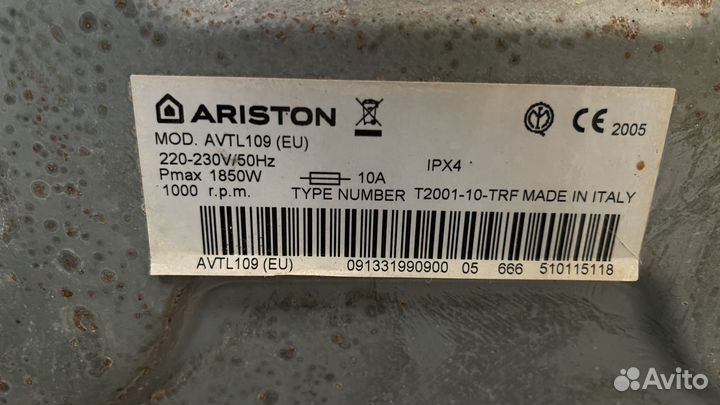 ARISTON
CE 2005
MOD. AVTL109 (EU)
220-230V/50Hz
IPX4
Pmax 1850W 10A
1000 r.p.m. TYPE NUMBER T2001-10-TRF MADE IN ITALY
AVTL109 (EU) 091331990900 05 666 510115118
Avito